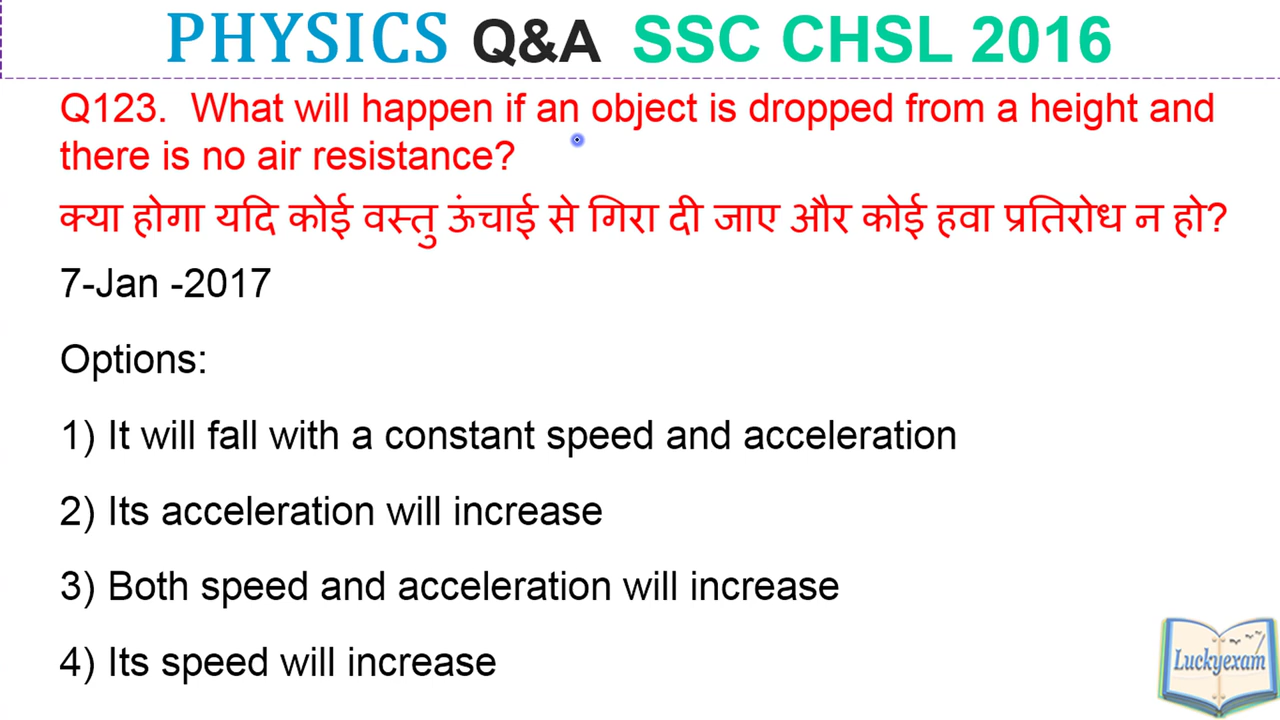 PHYSICS Q&A SSC CHSL 2016
Q123. What will happen if an object is dropped from a height and
there is no air resistance?
क्या होगा यदि कोई वस्तु ऊंचाई से गिरा दी जाए और कोई हवा प्रतिरोध न हो?
7-Jan -2017
Options:
1) It will fall with a constant speed and acceleration
2) Its acceleration will increase
3) Both speed and acceleration will increase
4) Its speed will increase
Luckyexam